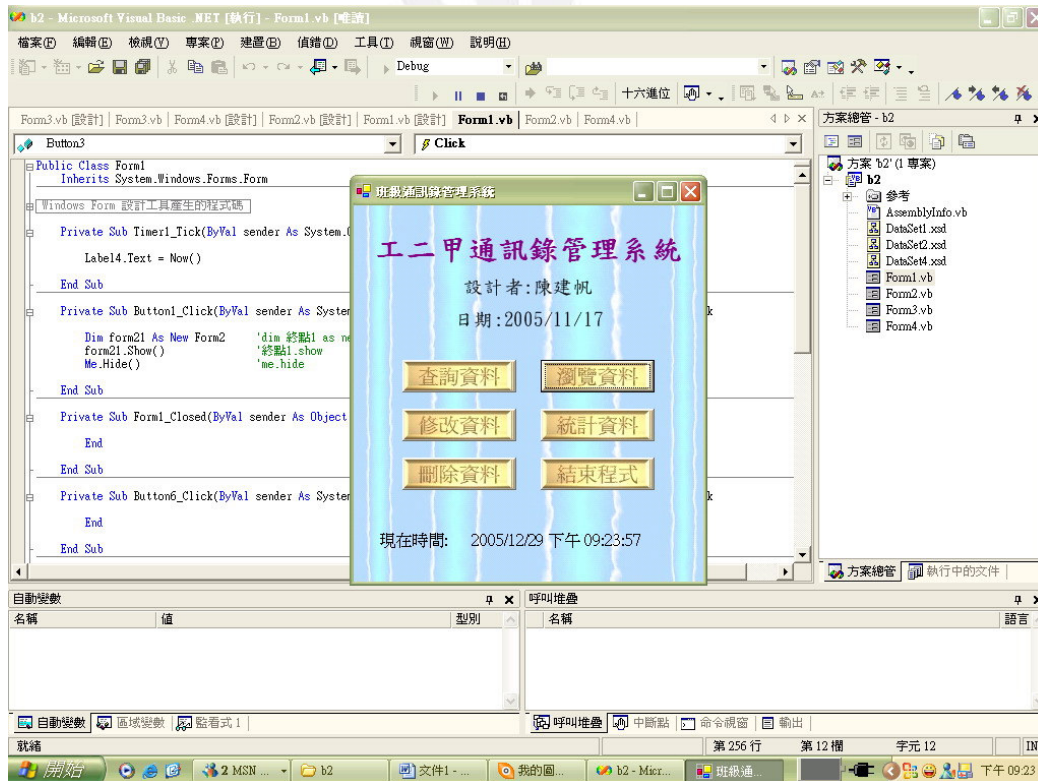 b2 - Microsoft Visual Basic .NET [執行] - Form1.vb [唯讀]
檔案(F) 編輯(E) 檢視(V) 專案(P) 建置(B) 偵錯(D) 工具(T) 視窗(W) 說明(H)
Debug
十六進位
Form3.vb [設計] Form3.vb Form4.vb [設計] Form2.vb [設計] Form1.vb [設計] Form1.vb Form2.vb Form4.vb
Button3 Click
Public Class Form1
Inherits System.Windows.Forms.Form
Windows Form 設計工具產生的程式碼
Private Sub Timer1_Tick(ByVal sender As System.
Label4.Text = Now()
End Sub
Private Sub Button1_Click(ByVal sender As System
Dim form21 As New Form2 'dim 終點1 as ne
form21.Show() '終點1.show
Me.Hide() 'me.hide
End Sub
Private Sub Form1_Closed(ByVal sender As Object
End
End Sub
Private Sub Button6_Click(ByVal sender As System
End
End Sub
班級通訊錄管理系統
工二甲通訊錄管理系統
設計者:陳建帆
日期:2005/11/17
查詢資料 瀏覽資料
修改資料 統計資料
刪除資料 結束程式
現在時間: 2005/12/29 下午 09:23:57
方案總管 - b2
方案 'b2' (1 專案)
b2
參考
AssemblyInfo.vb
DataSet1.xsd
DataSet2.xsd
DataSet4.xsd
Form1.vb
Form2.vb
Form3.vb
Form4.vb
方案總管 執行中的文件
自動變數
名稱 值 型別
自動變數 區域變數 監看式 1
呼叫堆疊
名稱 語言
呼叫堆疊 中斷點 命令視窗 輸出
就緒 第 256 行 第 12 欄 字元 12 IN
開始 2 MSN ... b2 文件1 - ... 我的圖... b2 - Micr... 班級通... 下午 09:23